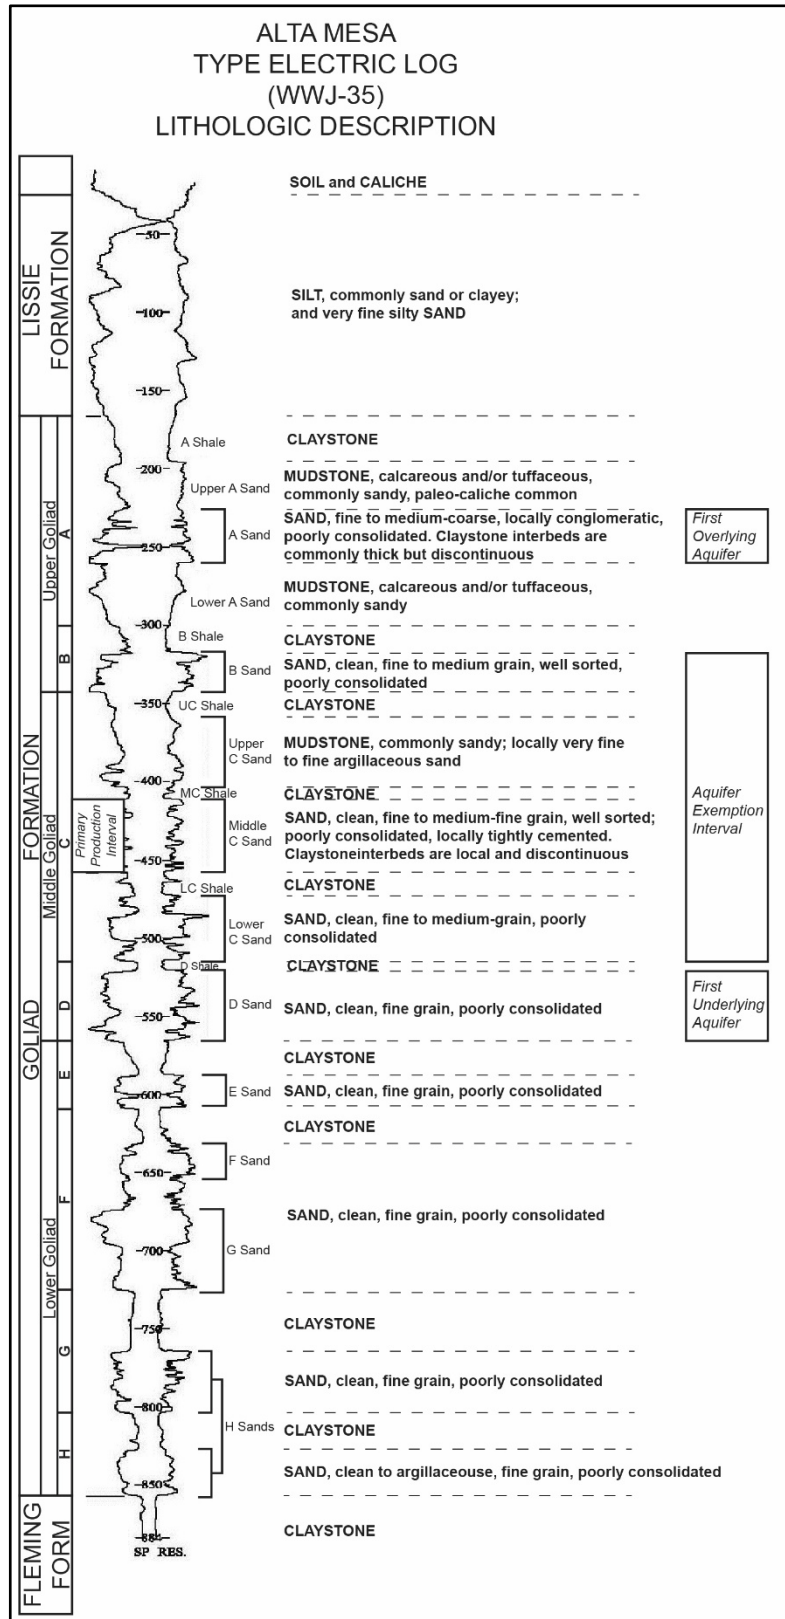 ALTA MESA
TYPE ELECTRIC LOG
(WWJ-35)
LITHOLOGIC DESCRIPTION
SOIL and CALICHE
LISSIE
FORMATION
50
SILT, commonly sand or clayey;
and very fine silty SAND
100
150
GOLIAD FORMATION
Upper Goliad
A
A Shale
CLAYSTONE
200
Upper A Sand
MUDSTONE, calcareous and/or tuffaceous,
commonly sandy, paleo-caliche common
A Sand
SAND, fine to medium-coarse, locally conglomeratic,
poorly consolidated. Claystone interbeds are
commonly thick but discontinuous
First
Overlying
Aquifer
250
Lower A Sand
MUDSTONE, calcareous and/or tuffaceous,
commonly sandy
300
B
B Shale
CLAYSTONE
B Sand
SAND, clean, fine to medium grain, well sorted,
poorly consolidated
Middle Goliad
C
350
UC Shale
CLAYSTONE
Upper
C Sand
MUDSTONE, commonly sandy; locally very fine
to fine argillaceous sand
400
MC Shale
CLAYSTONE
Aquifer
Exemption
Interval
Primary
Production
Interval
Middle
C Sand
SAND, clean, fine to medium-fine grain, well sorted;
poorly consolidated, locally tightly cemented.
Claystoneinterbeds are local and discontinuous
450
LC Shale
CLAYSTONE
Lower
C Sand
SAND, clean, fine to medium-grain, poorly
consolidated
500
D Shale
CLAYSTONE
D
D Sand
SAND, clean, fine grain, poorly consolidated
First
Underlying
Aquifer
550
Lower Goliad
E
CLAYSTONE
E Sand
SAND, clean, fine grain, poorly consolidated
600
F
CLAYSTONE
F Sand
650
SAND, clean, fine grain, poorly consolidated
G Sand
700
G
CLAYSTONE
750
SAND, clean, fine grain, poorly consolidated
800
H Sands
H
CLAYSTONE
SAND, clean to argillaceouse, fine grain, poorly consolidated
850
FLEMING
FORM
CLAYSTONE
884
SP RES.